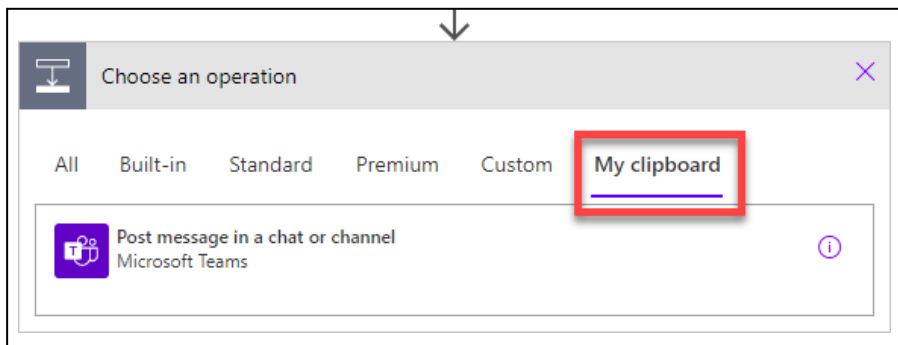 Choose an operation
All Built-in Standard Premium Custom My clipboard
Post message in a chat or channel
Microsoft Teams